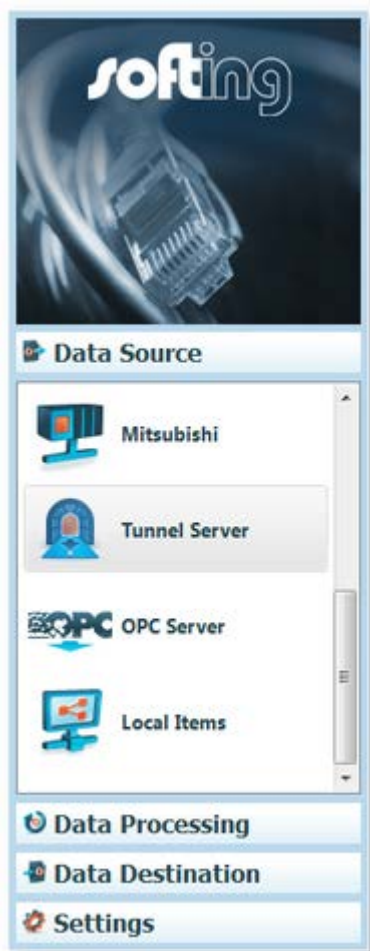 softing
Data Source
Mitsubishi
Tunnel Server
OPC OPC Server
Local Items
Data Processing
Data Destination
Settings